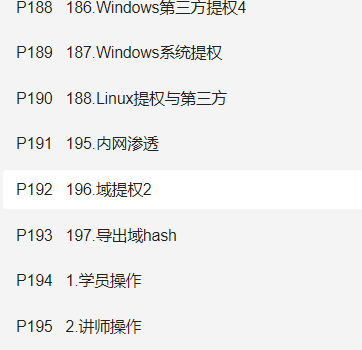 P188 186.Windows第三方提权4
P189 187.Windows系统提权
P190 188.Linux提权与第三方
P191 195.内网渗透
P192 196.域提权2
P193 197.导出域hash
P194 1.学员操作
P195 2.讲师操作